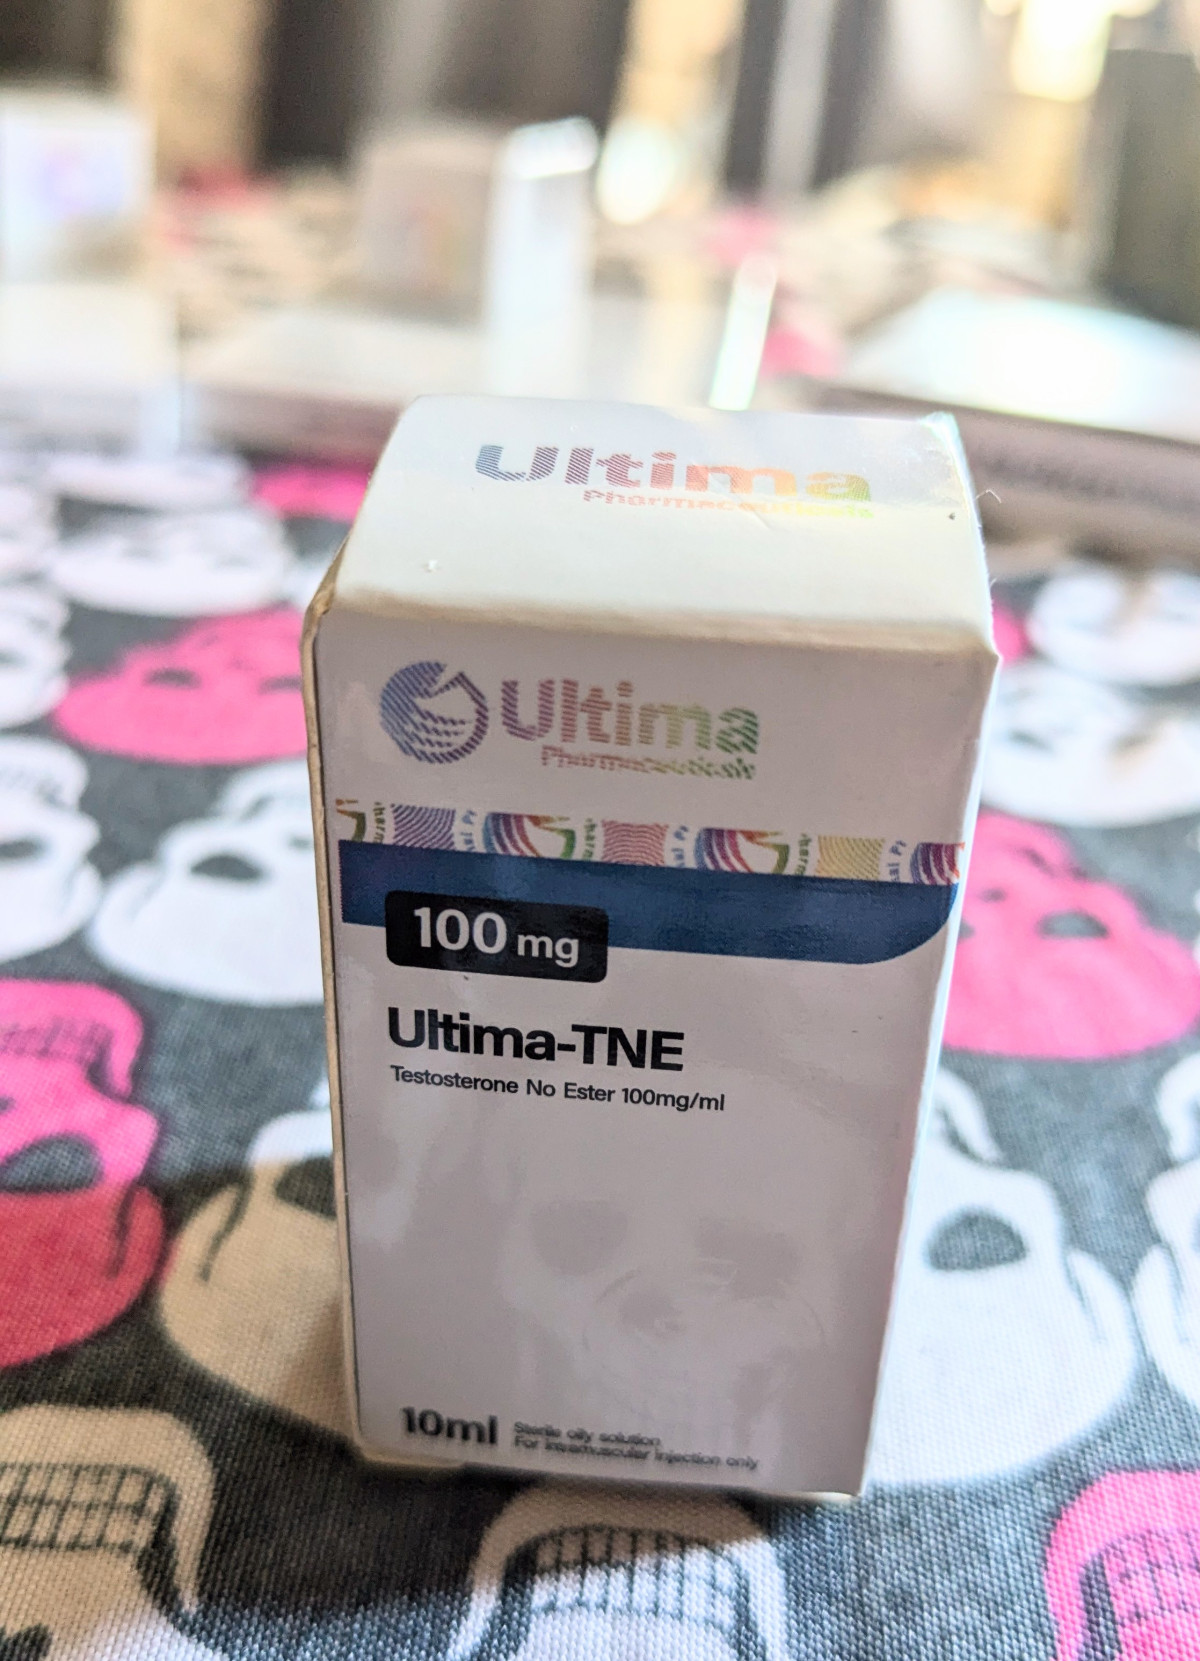 Ultima
Pharmaceuticals
Ultima
Pharmaceuticals
100 mg
Ultima-TNE
Testosterone No Ester 100mg/ml
10ml
Sterile oily solution
For intramuscular injection only